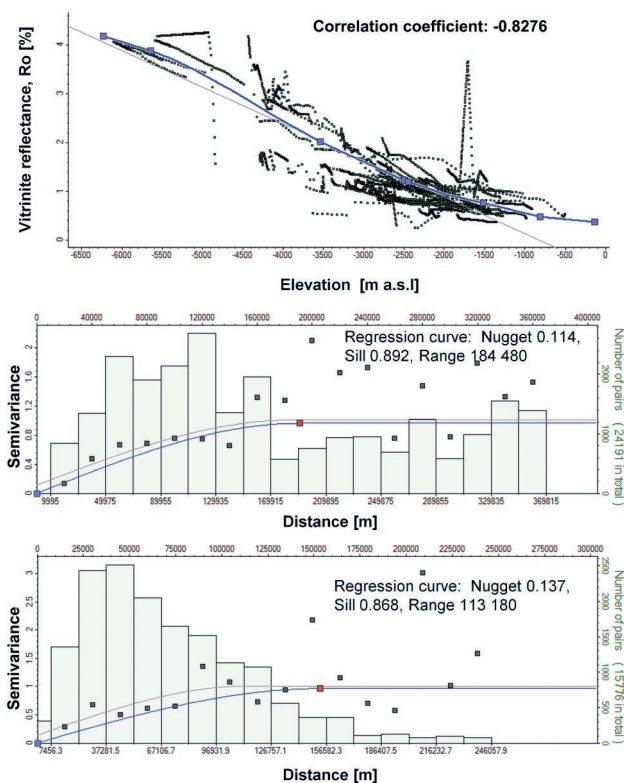 Correlation coefficient: -0.8276
Vitrinite reflectance, Ro [%]
4
3
2
1
0
-6500 -6000 -5500 -5000 -4500 -4000 -3500 -3000 -2500 -2000 -1500 -1000 -500 0
Elevation [m a.s.l]
0 40000 80000 120000 160000 200000 240000 280000 320000 360000 400000
Regression curve: Nugget 0.114,
Sill 0.892, Range 184 480
Semivariance
2
1.6
1.2
0.8
0.4
0
Number of pairs ( 24191 in total )
2000
1000
0
9995 49975 89955 129935 169915 209895 249875 289855 329835 369815
Distance [m]
0 25000 50000 75000 100000 125000 150000 175000 200000 225000 250000 275000 300000
Regression curve: Nugget 0.137,
Sill 0.868, Range 113 180
Semivariance
3
2.5
2
1.5
1
0.5
0
Number of pairs ( 15776 in total )
2500
2000
1500
1000
500
0
7456.3 37281.5 67106.7 96931.9 126757.1 156582.3 186407.5 216232.7 246057.9
Distance [m]